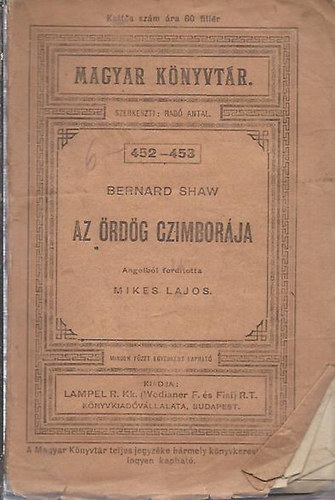 Kettős szám ára 60 fillér
MAGYAR KÖNYVTÁR.
SZERKESZTI: RADÓ ANTAL.
6
452–453
BERNARD SHAW
AZ ÖRDÖG CZIMBORÁJA
Angolból fordította
MIKES LAJOS.
MINDEN FÜZET EGYENKÉNT KAPHATÓ
KIADJA:
LAMPEL R. Kk. (Wodianer F. és Fiai) R.T.
KÖNYVKIADÓVÁLLALATA, BUDAPEST.
A Magyar Könyvtár teljes jegyzéke bármely könyvkeres
ingyen kapható.